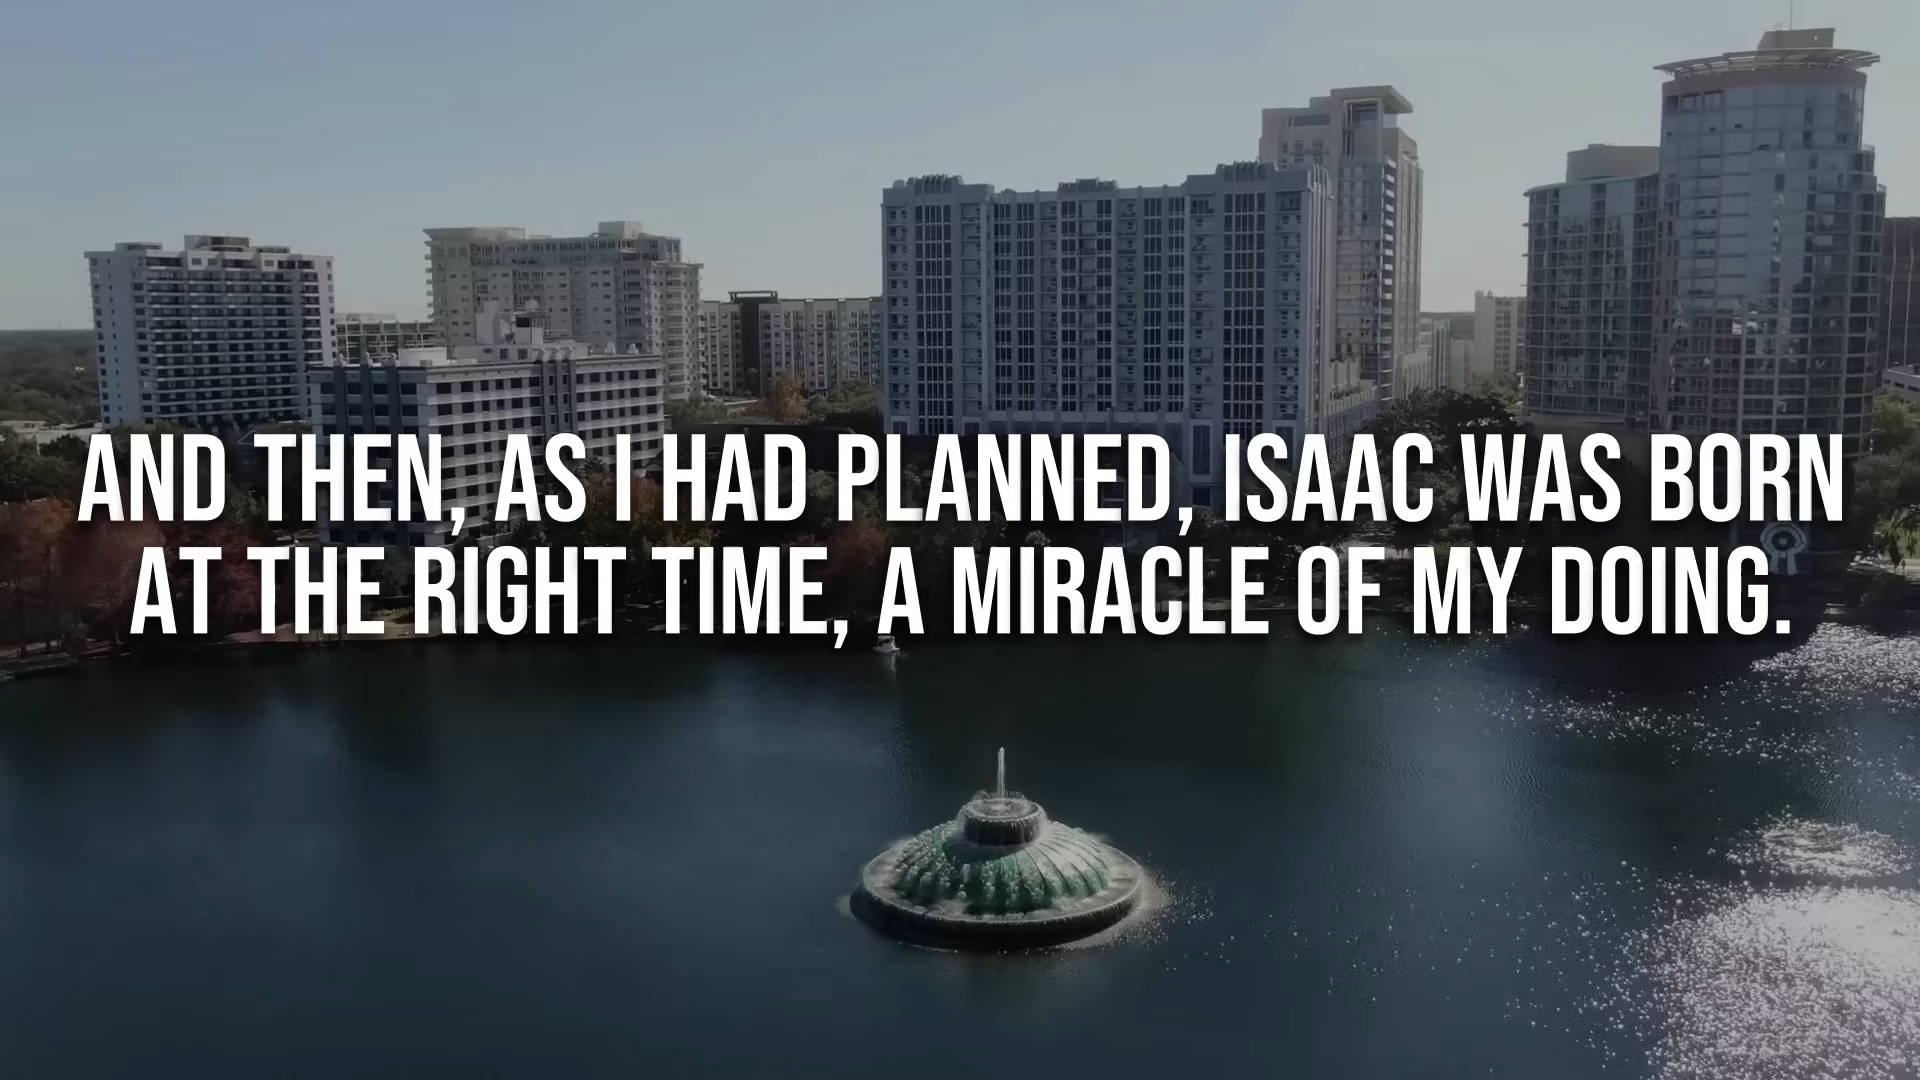 AND THEN, AS I HAD PLANNED, ISAAC WAS BORN
AT THE RIGHT TIME, A MIRACLE OF MY DOING.